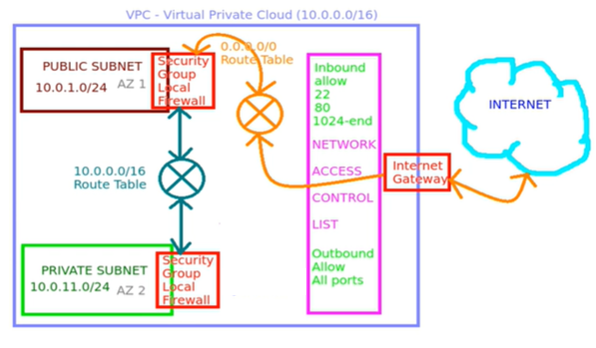 VPC - Virtual Private Cloud (10.0.0.0/16)
PUBLIC SUBNET
10.0.1.0/24 AZ 1
Security
Group
Local
Firewall
0.0.0.0/0
Route Table
Inbound
allow
22
80
1024-end
NETWORK
ACCESS
CONTROL
LIST
Outbound
Allow
All ports
Internet
Gateway
INTERNET
10.0.0.0/16
Route Table
PRIVATE SUBNET
10.0.11.0/24 AZ 2
Security
Group
Local
Firewall